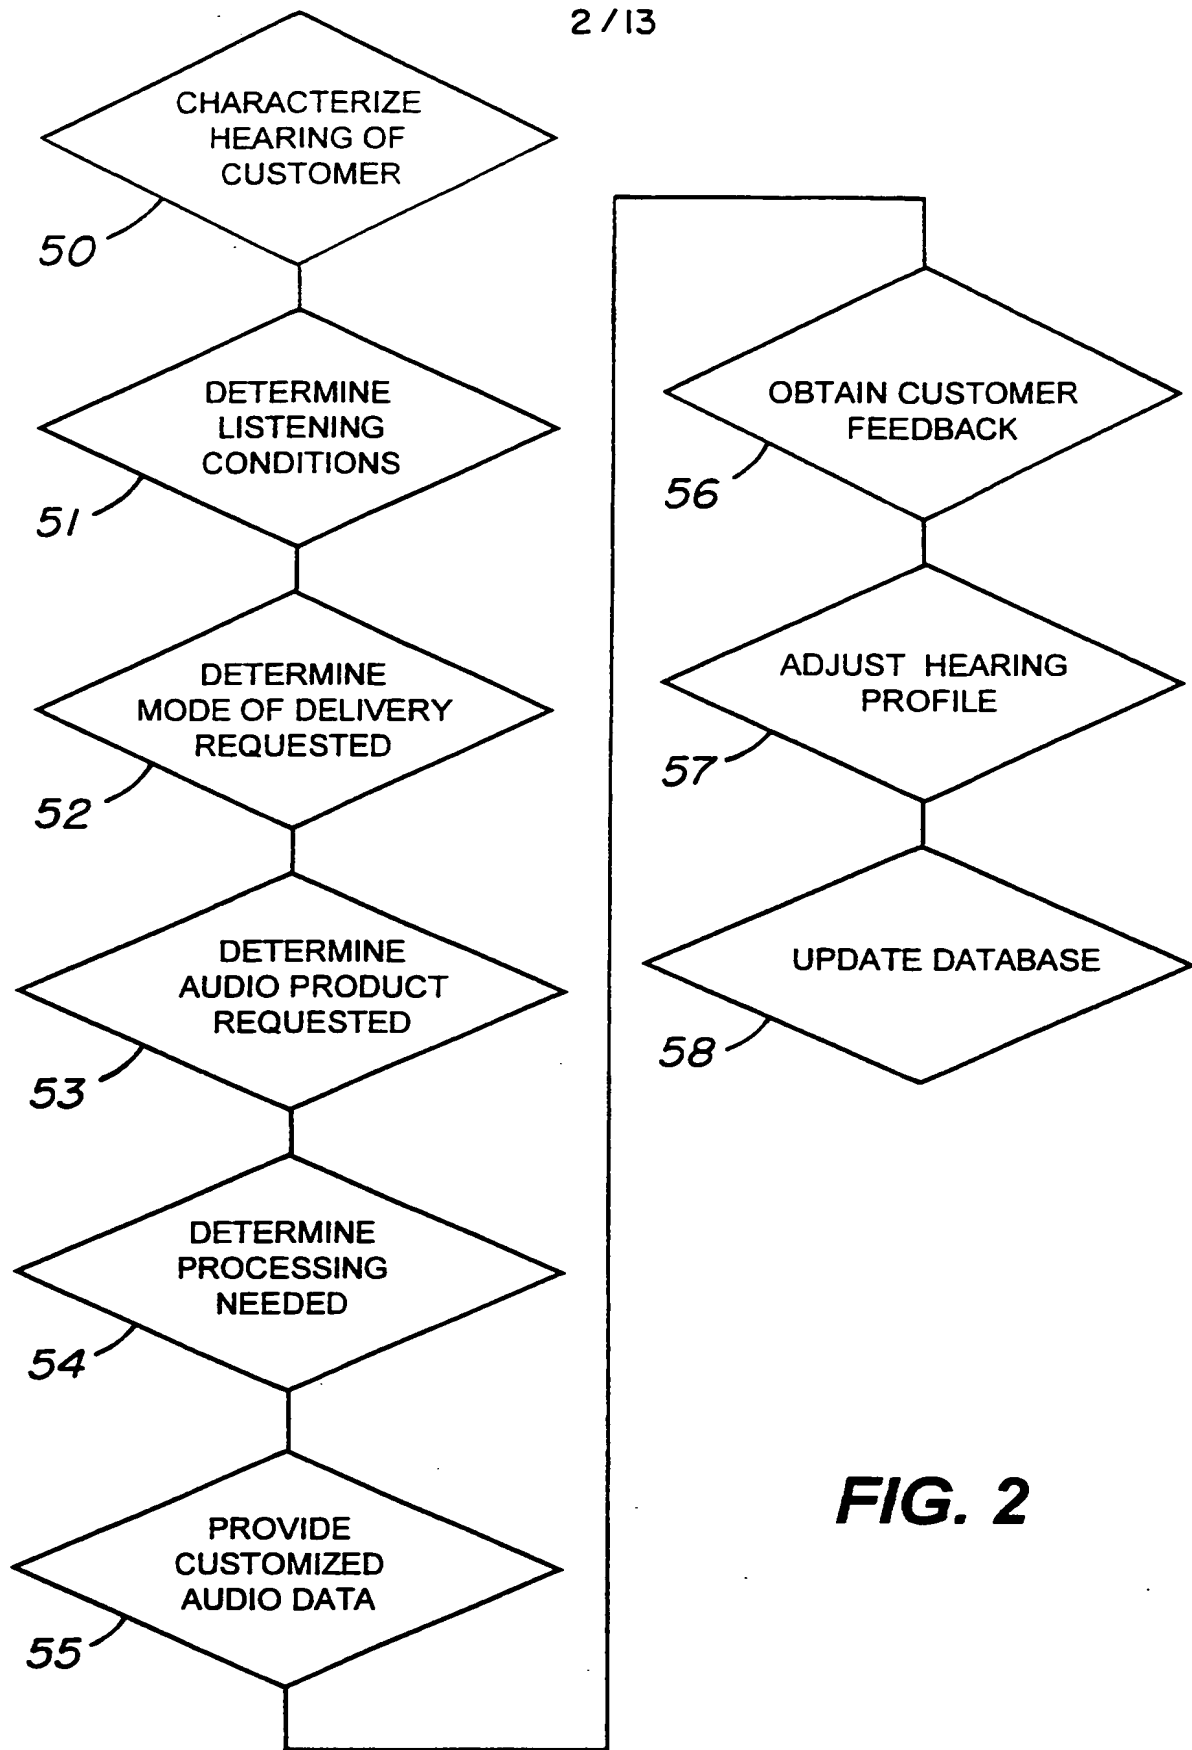 2/13
CHARACTERIZE
HEARING OF
CUSTOMER
50
DETERMINE
LISTENING
CONDITIONS
51
DETERMINE
MODE OF DELIVERY
REQUESTED
52
DETERMINE
AUDIO PRODUCT
REQUESTED
53
DETERMINE
PROCESSING
NEEDED
54
PROVIDE
CUSTOMIZED
AUDIO DATA
55
OBTAIN CUSTOMER
FEEDBACK
56
ADJUST HEARING
PROFILE
57
UPDATE DATABASE
58
FIG. 2